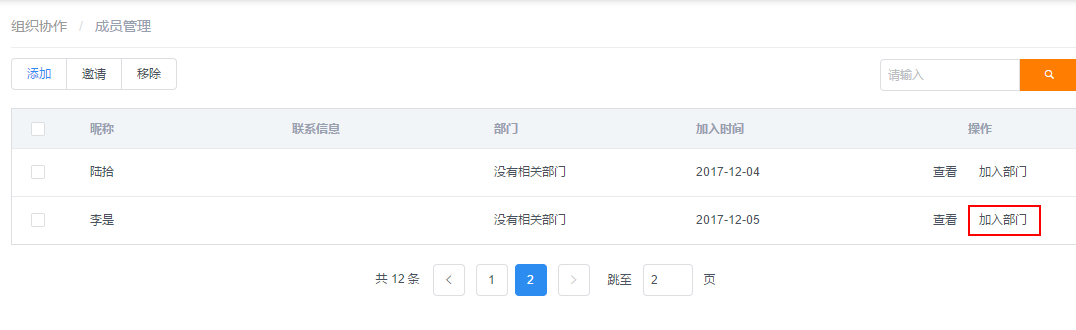 组织协作 / 成员管理
添加 邀请 移除 请输入
昵称 联系信息 部门 加入时间 操作
陆拾 没有相关部门 2017-12-04 查看 加入部门
李是 没有相关部门 2017-12-05 查看 加入部门
共 12 条 < 1 2 > 跳至 2 页